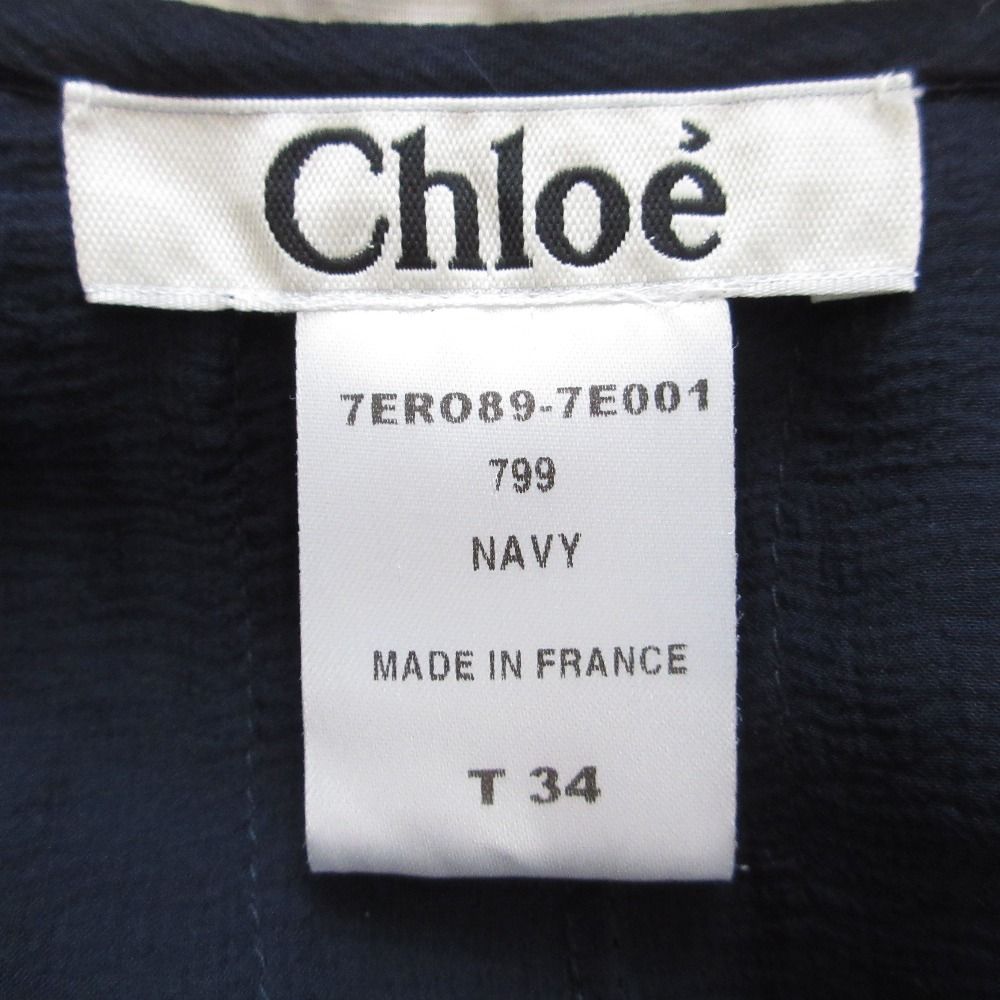 Chloé
7ERO89-7E001
799
NAVY
MADE IN FRANCE
T 34